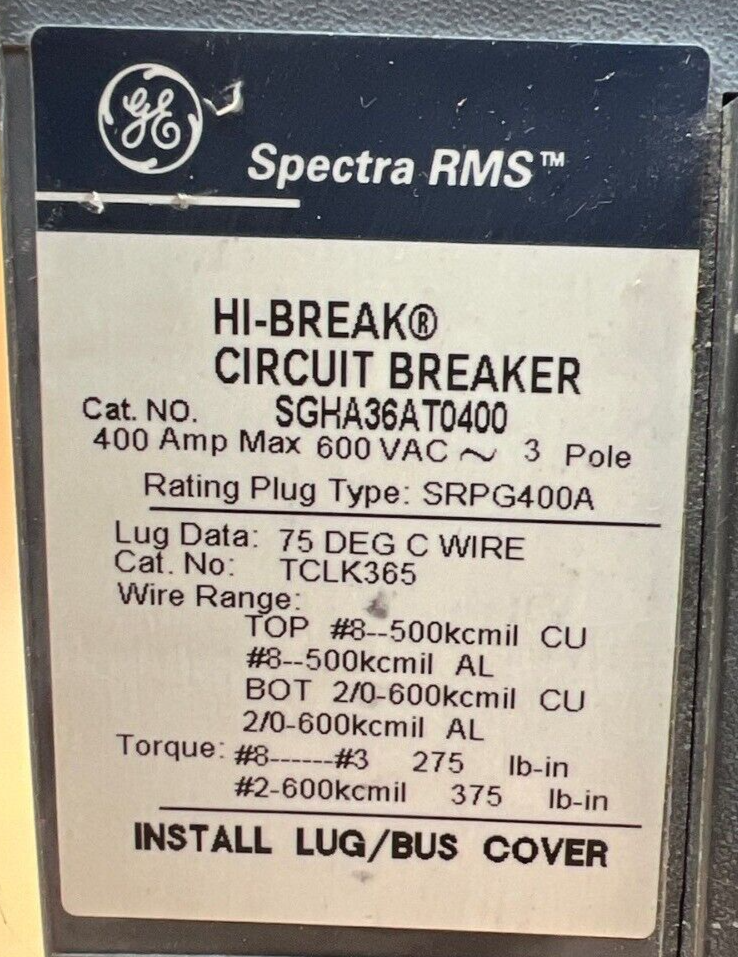 GE
Spectra RMS™
HI-BREAK®
CIRCUIT BREAKER
Cat. NO. SGHA36AT0400
400 Amp Max 600 VAC ~ 3 Pole
Rating Plug Type: SRPG400A
Lug Data: 75 DEG C WIRE
Cat. No: TCLK365
Wire Range:
TOP #8--500kcmil CU
#8--500kcmil AL
BOT 2/0-600kcmil CU
2/0-600kcmil AL
Torque: #8------#3 275 lb-in
#2-600kcmil 375 lb-in
INSTALL LUG/BUS COVER